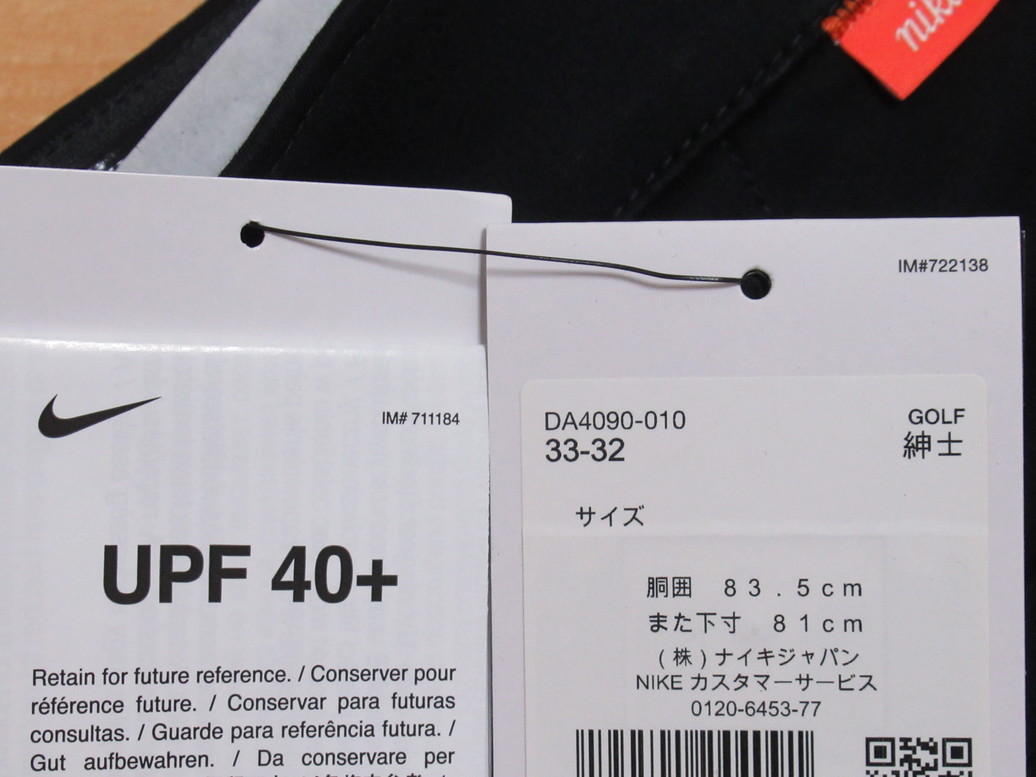 nike
IM# 711184
UPF 40+
Retain for future reference. / Conserver pour
référence future. / Conservar para futuras
consultas. / Guarde para referência futura. /
Gut aufbewahren. / Da conservare per
IM#722138
DA4090-010
33-32
GOLF
紳士
サイズ
胴囲 83.5cm
また下寸 81cm
(株)ナイキジャパン
NIKE カスタマーサービス
0120-6453-77